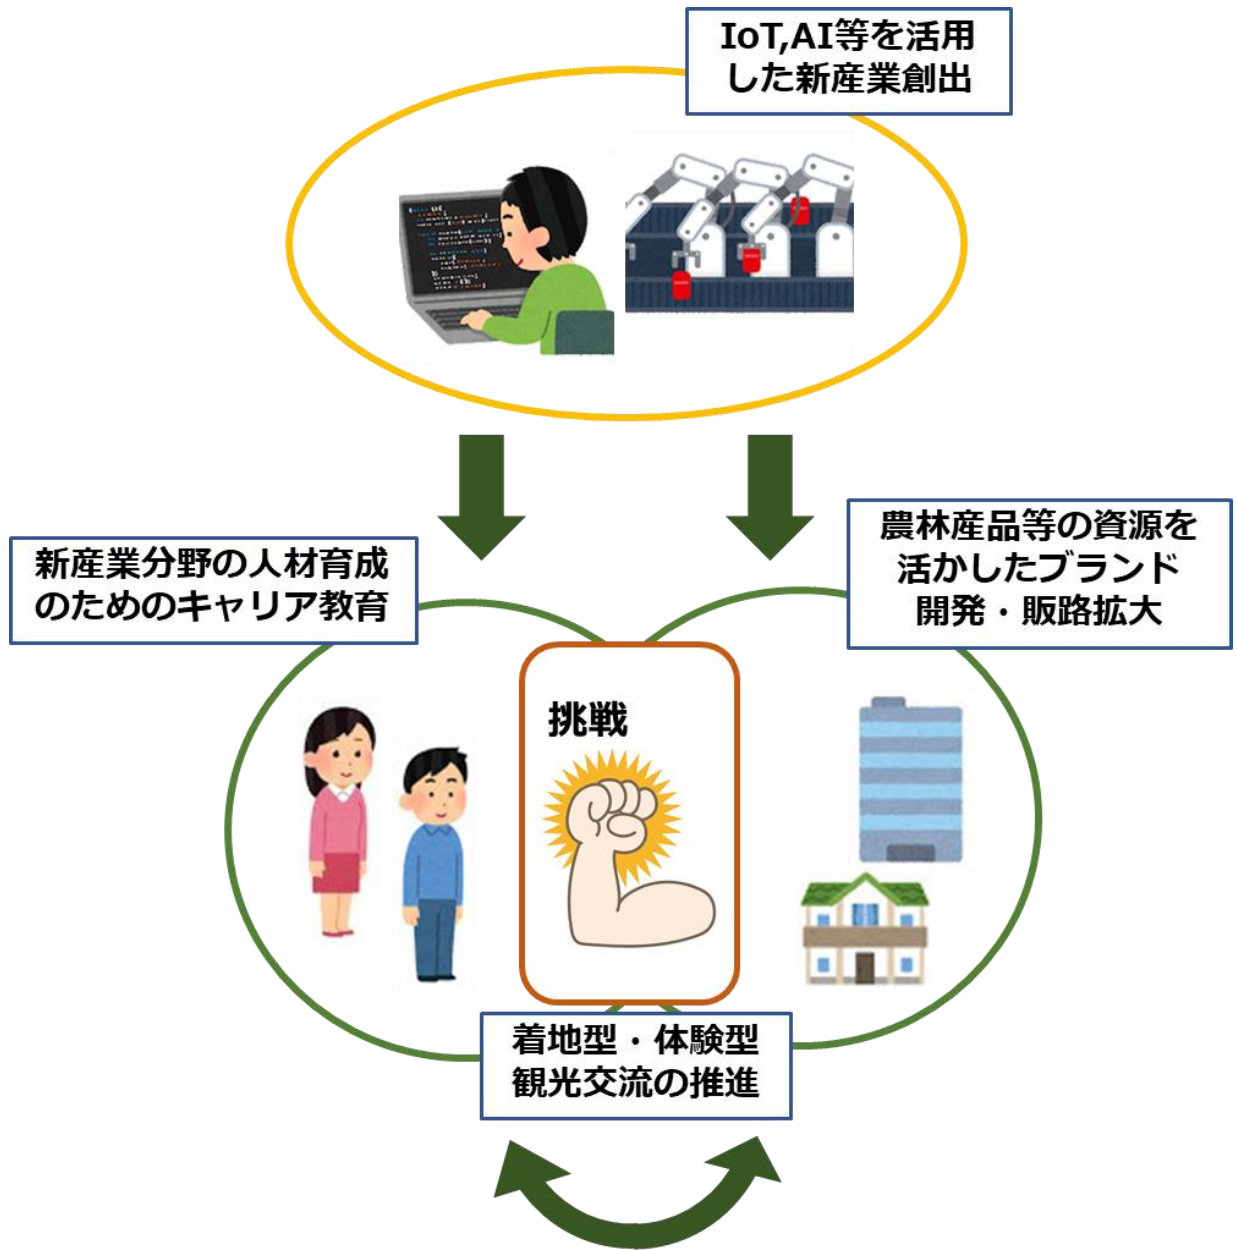 IoT,AI等を活用
した新産業創出
新産業分野の人材育成
のためのキャリア教育
農林産品等の資源を
活かしたブランド
開発・販路拡大
挑戦
着地型・体験型
観光交流の推進